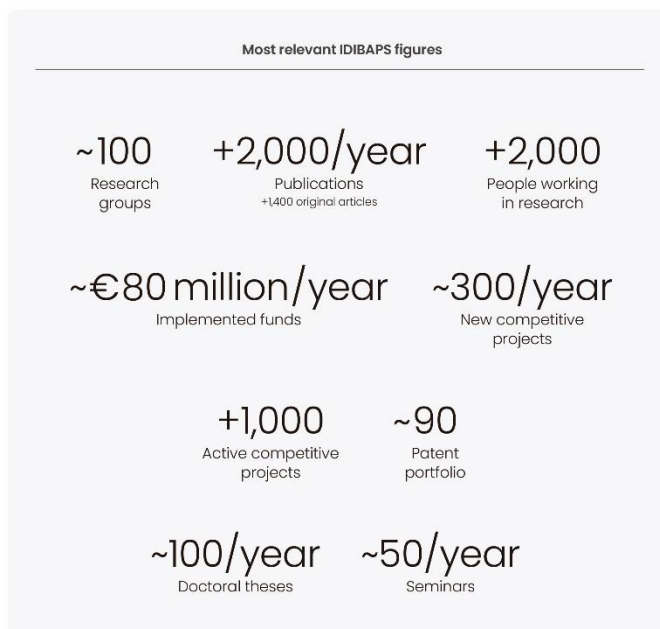 Most relevant IDIBAPS figures
~100
Research
groups
+2,000/year
Publications
+1,400 original articles
+2,000
People working
in research
~€80 million/year
Implemented funds
~300/year
New competitive
projects
+1,000
Active competitive
projects
~90
Patent
portfolio
~100/year
Doctoral theses
~50/year
Seminars